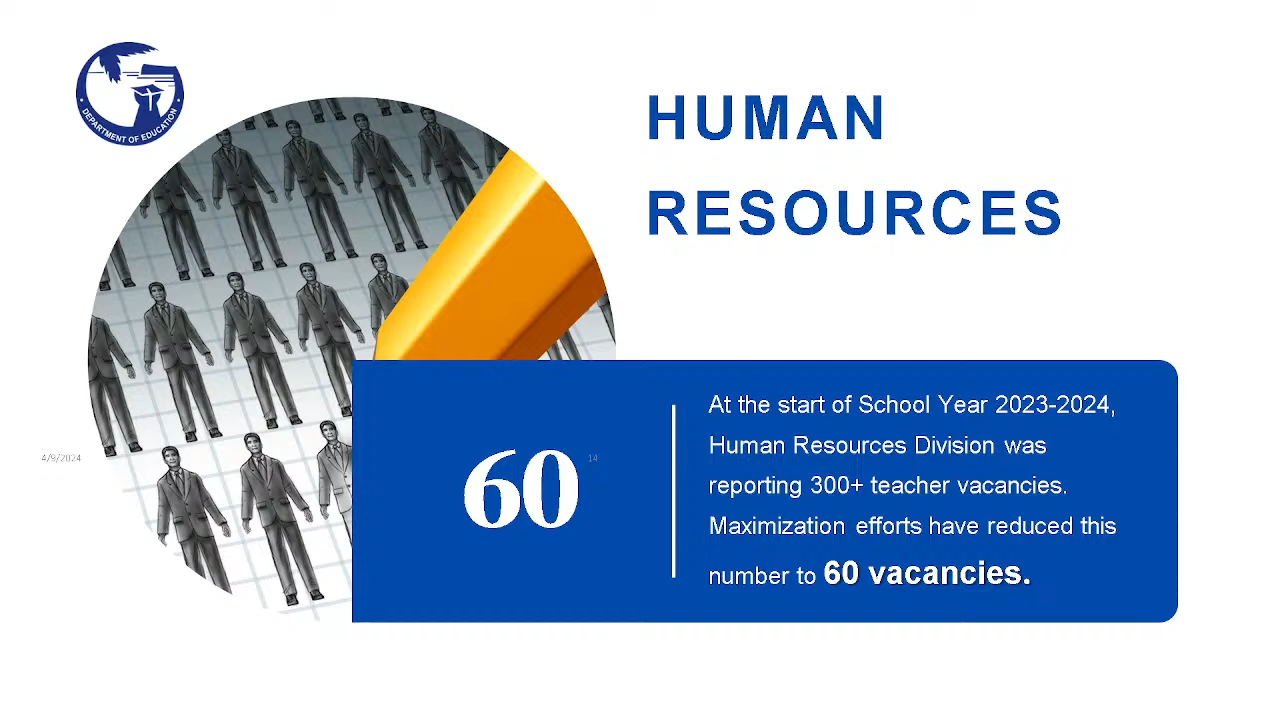 DEPARTMENT OF EDUCATION
HUMAN
RESOURCES
4/9/2024
60
14
At the start of School Year 2023-2024,
Human Resources Division was
reporting 300+ teacher vacancies.
Maximization efforts have reduced this
number to 60 vacancies.